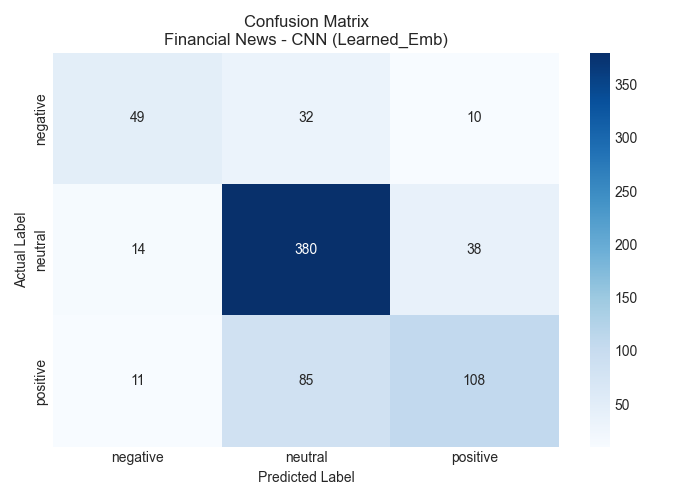 Confusion Matrix
Financial News - CNN (Learned_Emb)
Actual Label
negative
49 32 10
neutral
14 380 38
positive
11 85 108
negative neutral positive
Predicted Label
350
300
250
200
150
100
50